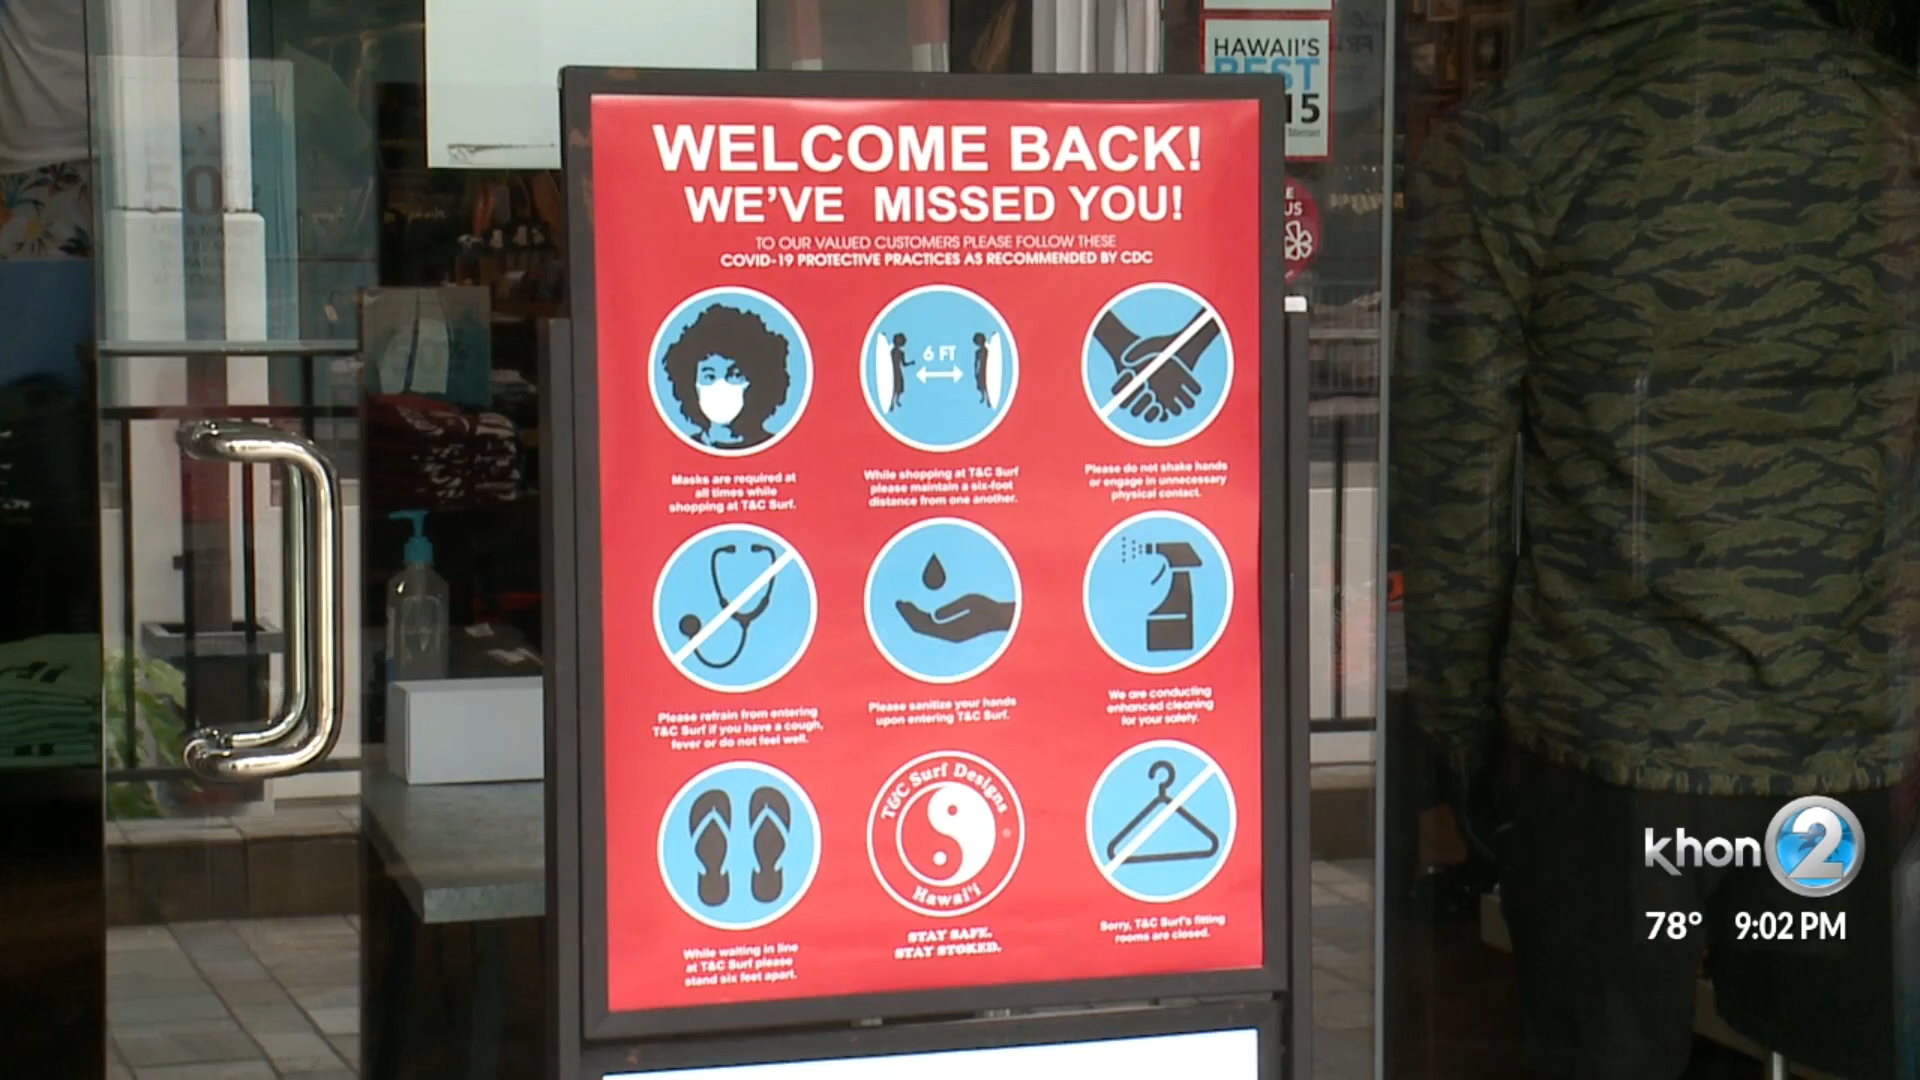 HAWAII'S
BEST
15
WELCOME BACK!
WE'VE MISSED YOU!
TO OUR VALUED CUSTOMERS PLEASE FOLLOW THESE
COVID-19 PROTECTIVE PRACTICES AS RECOMMENDED BY CDC
6 FT
Masks are required at
all times while
shopping at T&C Surf.
While shopping at T&C Surf
please maintain a six-foot
distance from one another.
Please do not shake hands
or engage in unnecessary
physical contact.
Please refrain from entering
T&C Surf if you have a cough,
fever or do not feel well.
Please sanitize your hands
upon entering T&C Surf.
We are conducting
enhanced cleaning
for your safety.
While waiting in line
at T&C Surf please
stand six feet apart.
T&C Surf Designs
Hawai'i
STAY SAFE.
STAY STOKED.
Sorry, T&C Surf's fitting
rooms are closed.
khon 2
78° 9:02 PM